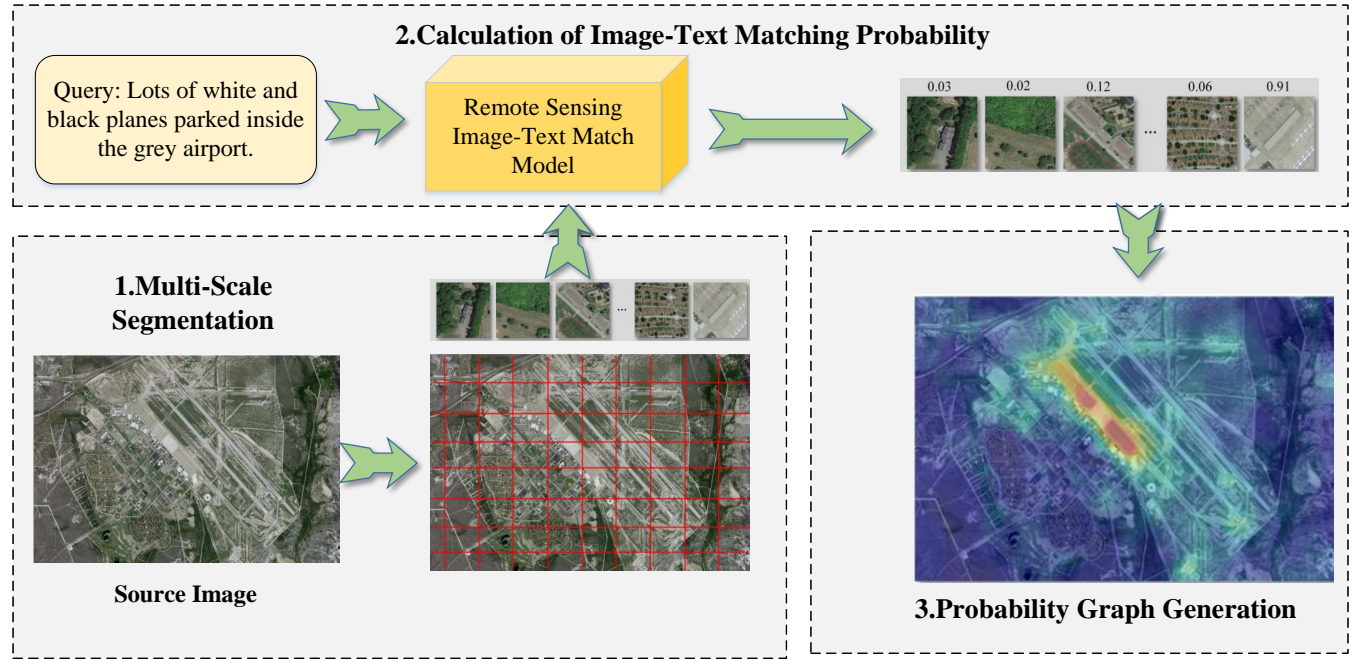 2.Calculation of Image-Text Matching Probability
Query: Lots of white and
black planes parked inside
the grey airport.
Remote Sensing
Image-Text Match
Model
0.03 0.02 0.12 0.06 0.91
...
1.Multi-Scale
Segmentation
...
Source Image
3.Probability Graph Generation